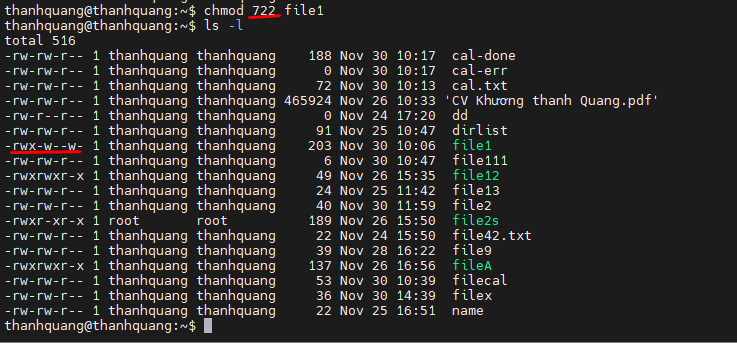 thanhquang@thanhquang:~$ chmod 722 file1
thanhquang@thanhquang:~$ ls -l
total 516
-rw-rw-r-- 1 thanhquang thanhquang    188 Nov 30 10:17  cal-done
-rw-rw-r-- 1 thanhquang thanhquang      0 Nov 30 10:17  cal-err
-rw-rw-r-- 1 thanhquang thanhquang     72 Nov 30 10:13  cal.txt
-rw-rw-r-- 1 thanhquang thanhquang 465924 Nov 26 10:33 'CV Khương thanh Quang.pdf'
-rw-r--r-- 1 thanhquang thanhquang      0 Nov 24 17:20  dd
-rw-rw-r-- 1 thanhquang thanhquang     91 Nov 25 10:47  dirlist
-rwx-w--w- 1 thanhquang thanhquang    203 Nov 30 10:06  file1
-rw-rw-r-- 1 thanhquang thanhquang      6 Nov 30 10:47  file111
-rwxrwxr-x 1 thanhquang thanhquang     49 Nov 26 15:35  file12
-rw-rw-r-- 1 thanhquang thanhquang     24 Nov 25 11:42  file13
-rw-rw-r-- 1 thanhquang thanhquang     40 Nov 30 11:59  file2
-rwxr-xr-x 1 root       root          189 Nov 26 15:50  file2s
-rw-rw-r-- 1 thanhquang thanhquang     22 Nov 24 15:50  file42.txt
-rw-rw-r-- 1 thanhquang thanhquang     39 Nov 28 16:22  file9
-rwxrwxr-x 1 thanhquang thanhquang    137 Nov 26 16:56  fileA
-rw-rw-r-- 1 thanhquang thanhquang     53 Nov 30 10:39  filecal
-rw-rw-r-- 1 thanhquang thanhquang     36 Nov 30 14:39  filex
-rw-rw-r-- 1 thanhquang thanhquang     22 Nov 25 16:51  name
thanhquang@thanhquang:~$